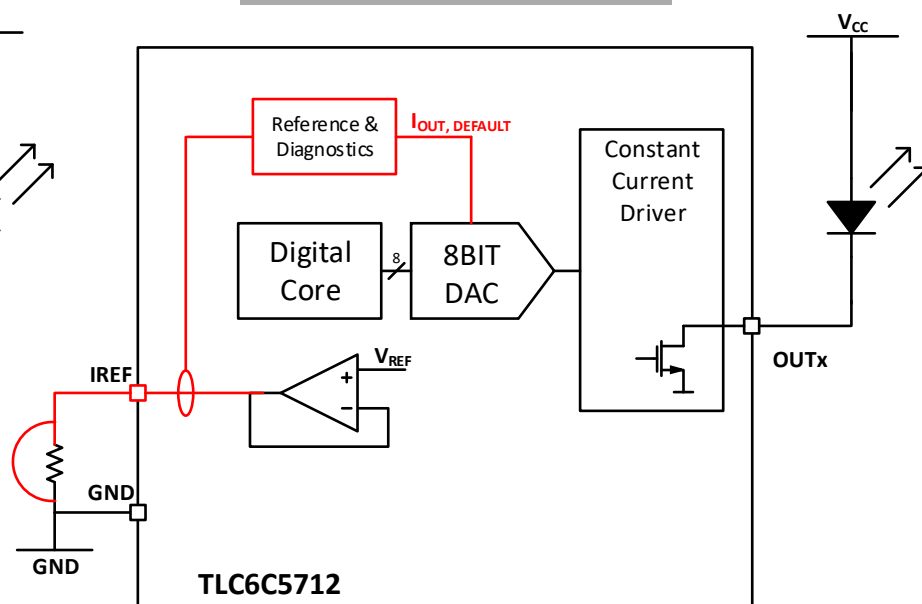 VCC
Reference &
Diagnostics
IOUT, DEFAULT
Constant
Current
Driver
Digital
Core
8
8BIT
DAC
VREF
+
−
IREF
OUTx
GND
GND
TLC6C5712